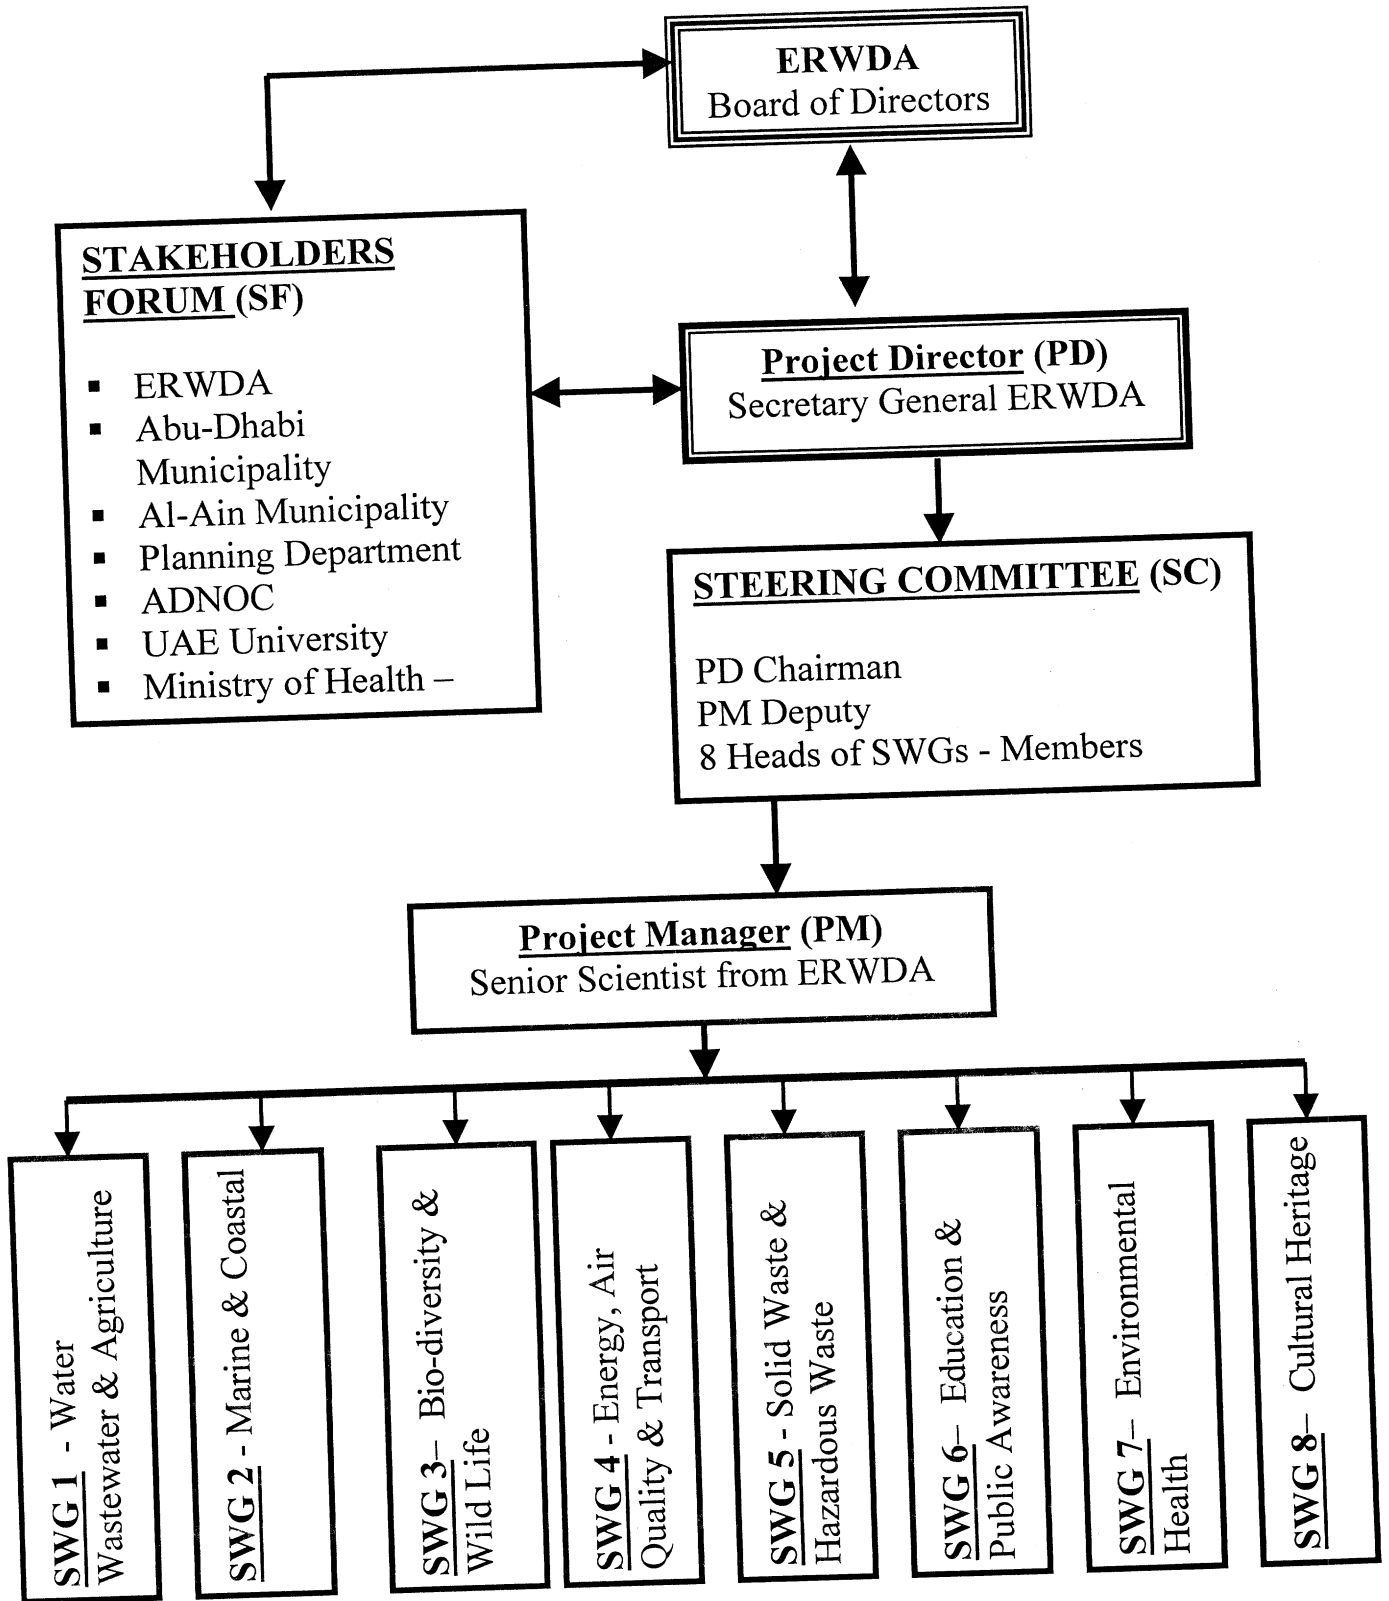 ERWDA
Board of Directors
STAKEHOLDERS
FORUM (SF)
▪ ERWDA
▪ Abu-Dhabi
Municipality
▪ Al-Ain Municipality
▪ Planning Department
▪ ADNOC
▪ UAE University
▪ Ministry of Health –
Project Director (PD)
Secretary General ERWDA
STEERING COMMITTEE (SC)
PD Chairman
PM Deputy
8 Heads of SWGs - Members
Project Manager (PM)
Senior Scientist from ERWDA
SWG 1 - Water
Wastewater & Agriculture
SWG 2 - Marine & Coastal
SWG 3– Bio-diversity &
Wild Life
SWG 4 - Energy, Air
Quality & Transport
SWG 5 - Solid Waste &
Hazardous Waste
SWG 6– Education &
Public Awareness
SWG 7– Environmental
Health
SWG 8– Cultural Heritage